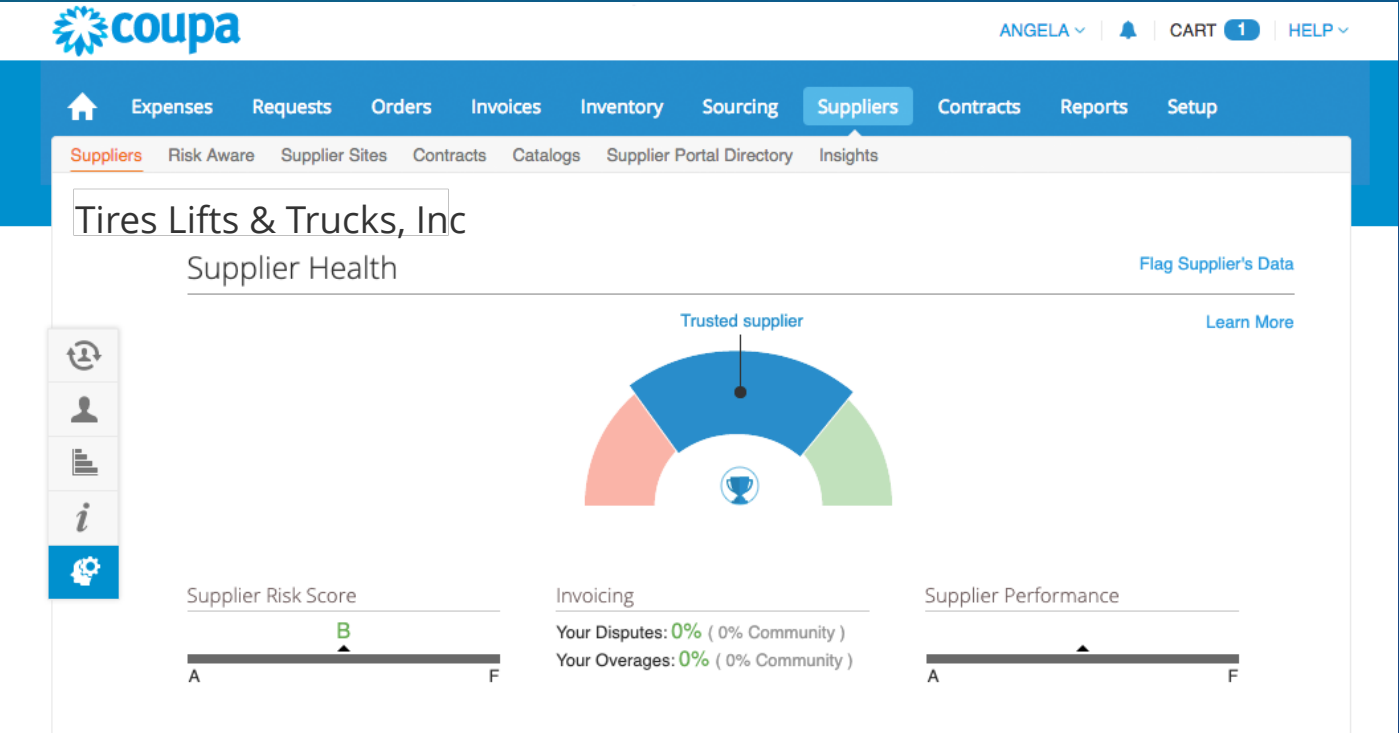 coupa
ANGELA CART 1 HELP
Expenses Requests Orders Invoices Inventory Sourcing Suppliers Contracts Reports Setup
Suppliers Risk Aware Supplier Sites Contracts Catalogs Supplier Portal Directory Insights
Tires Lifts & Trucks, Inc
Supplier Health
Flag Supplier's Data
Trusted supplier
Learn More
i
Supplier Risk Score
B
A F
Invoicing
Your Disputes: 0% ( 0% Community )
Your Overages: 0% ( 0% Community )
Supplier Performance
A F